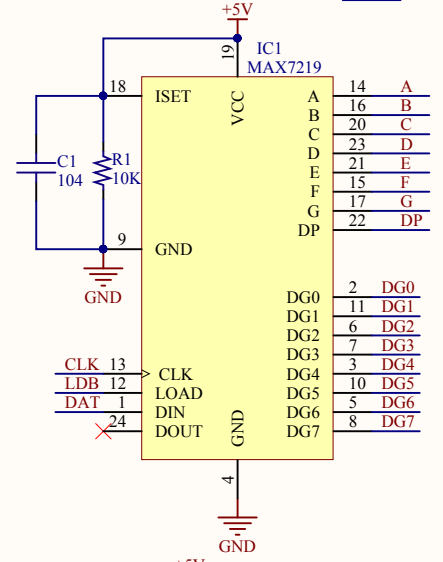 +5V
19
IC1
MAX7219
VCC
18
ISET
14
A
A
16
B
B
20
C
C
23
D
D
21
E
E
15
F
F
17
G
G
22
DP
DP
C1
104
R1
10K
9
GND
GND
2
DG0
DG0
11
DG1
DG1
6
DG2
DG2
7
DG3
DG3
3
DG4
DG4
10
DG5
DG5
5
DG6
DG6
8
DG7
DG7
CLK 13
CLK
LDB 12
LOAD
DAT 1
DIN
24
DOUT
GND
4
GND
+5V